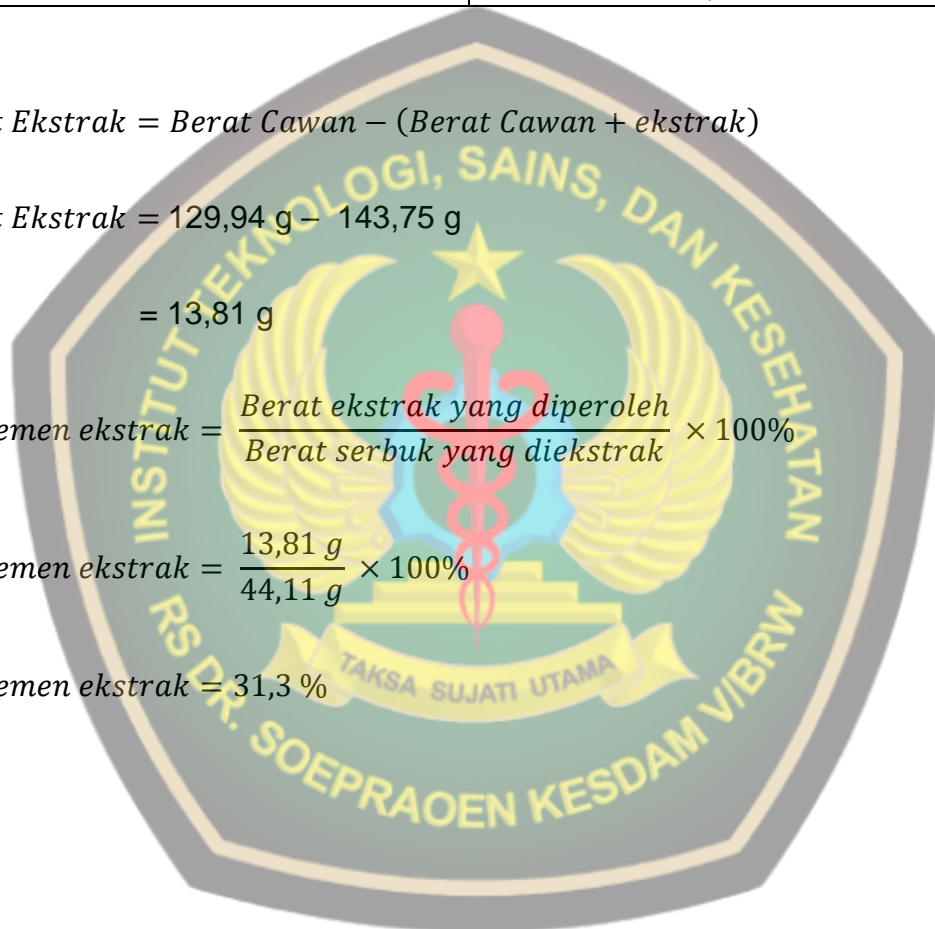 t Ekstrak = Berat Cawan − (Berat Cawan + ekstrak)
t Ekstrak = 129,94 g – 143,75 g
= 13,81 g
emen ekstrak = Berat ekstrak yang diperoleh / Berat serbuk yang diekstrak × 100%
emen ekstrak = 13,81 g / 44,11 g × 100%
emen ekstrak = 31,3 %
INSTITUT TEKNOLOGI, SAINS, DAN KESEHATAN
TAKSA SUJATI UTAMA
RS DR. SOEPRAOEN KESDAM V/BRW